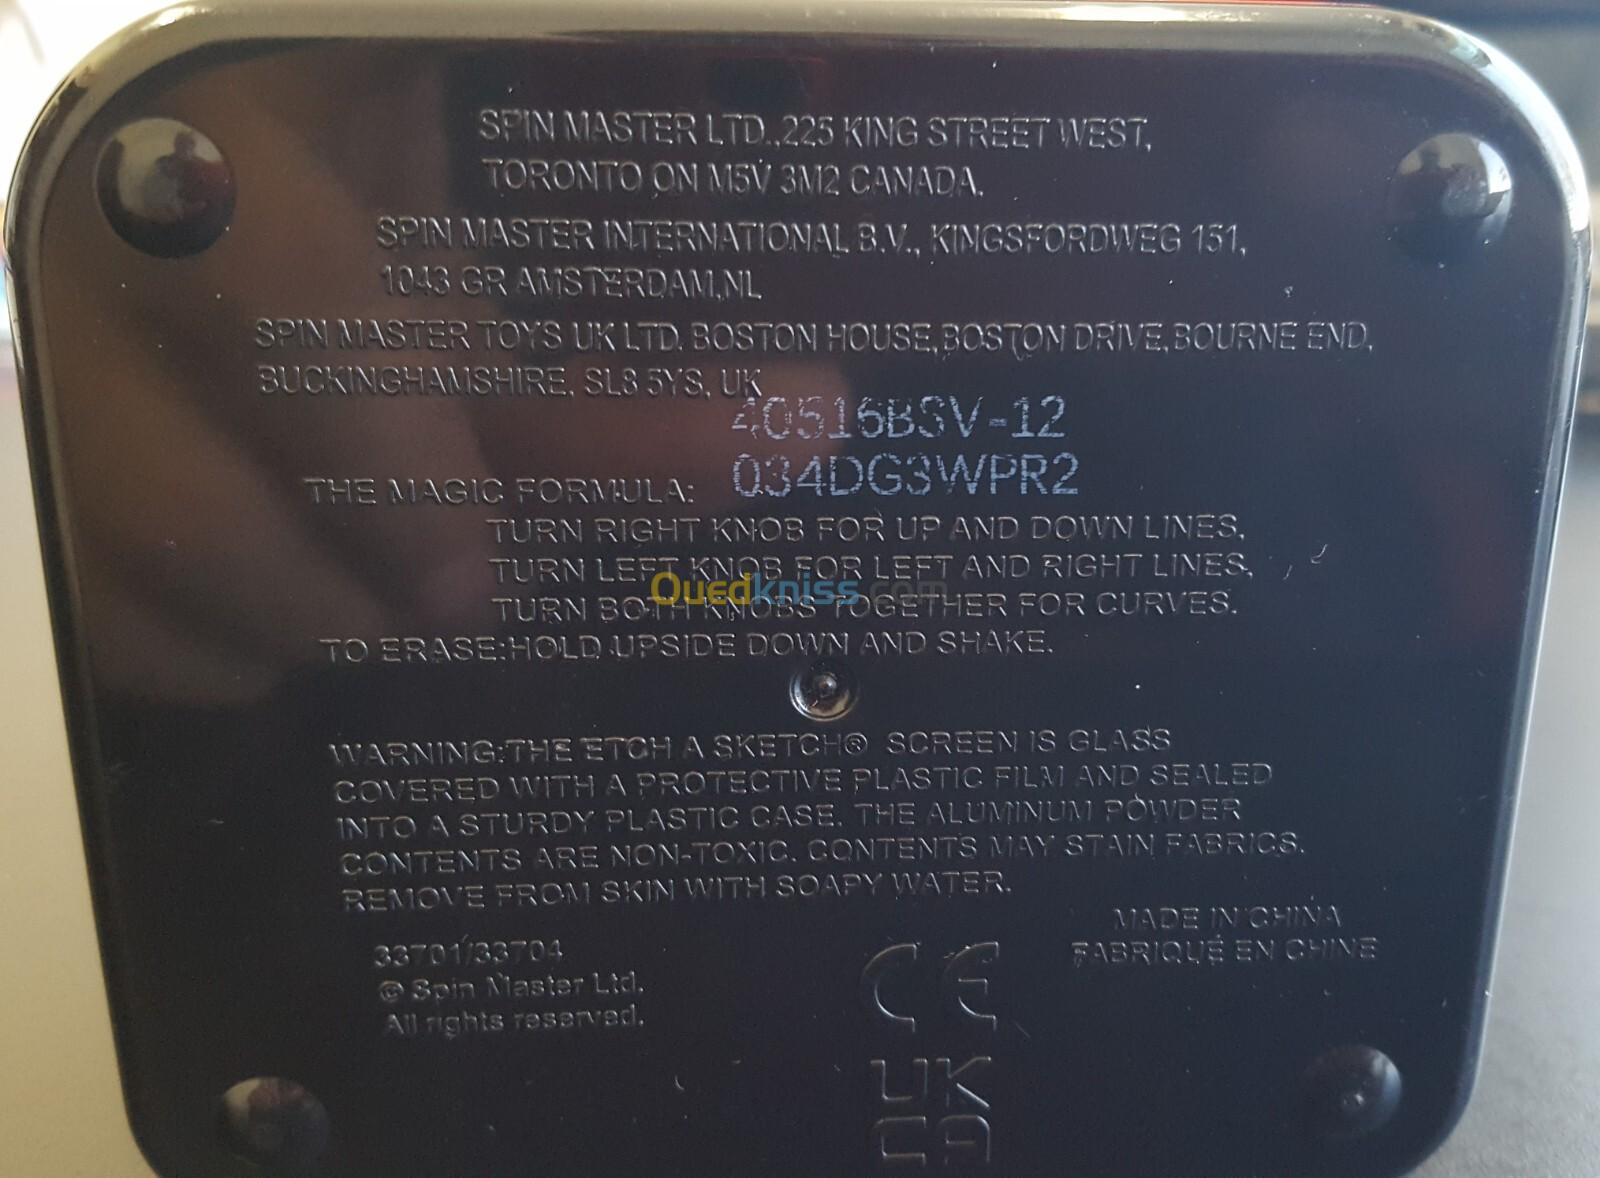 SPIN MASTER LTD.,225 KING STREET WEST,
TORONTO ON M5V 3M2 CANADA.
SPIN MASTER INTERNATIONAL B.V., KINGSFORDWEG 151,
1043 GR AMSTERDAM,NL
SPIN MASTER TOYS UK LTD. BOSTON HOUSE,BOSTON DRIVE,BOURNE END,
BUCKINGHAMSHIRE. SL8 5YS, UK
40516BSV-12
034DG3WPR2
THE MAGIC FORMULA:
TURN RIGHT KNOB FOR UP AND DOWN LINES.
TURN LEFT KNOB FOR LEFT AND RIGHT LINES.
Ouedkniss.com
TURN BOTH KNOBS TOGETHER FOR CURVES.
TO ERASE:HOLD UPSIDE DOWN AND SHAKE.
WARNING:THE ETCH A SKETCH® SCREEN IS GLASS
COVERED WITH A PROTECTIVE PLASTIC FILM AND SEALED
INTO A STURDY PLASTIC CASE. THE ALUMINUM POWDER
CONTENTS ARE NON-TOXIC. CONTENTS MAY STAIN FABRICS.
REMOVE FROM SKIN WITH SOAPY WATER.
MADE IN CHINA
FABRIQUÉ EN CHINE
33701/33704
© Spin Master Ltd.
All rights reserved.
CE
UK
CA